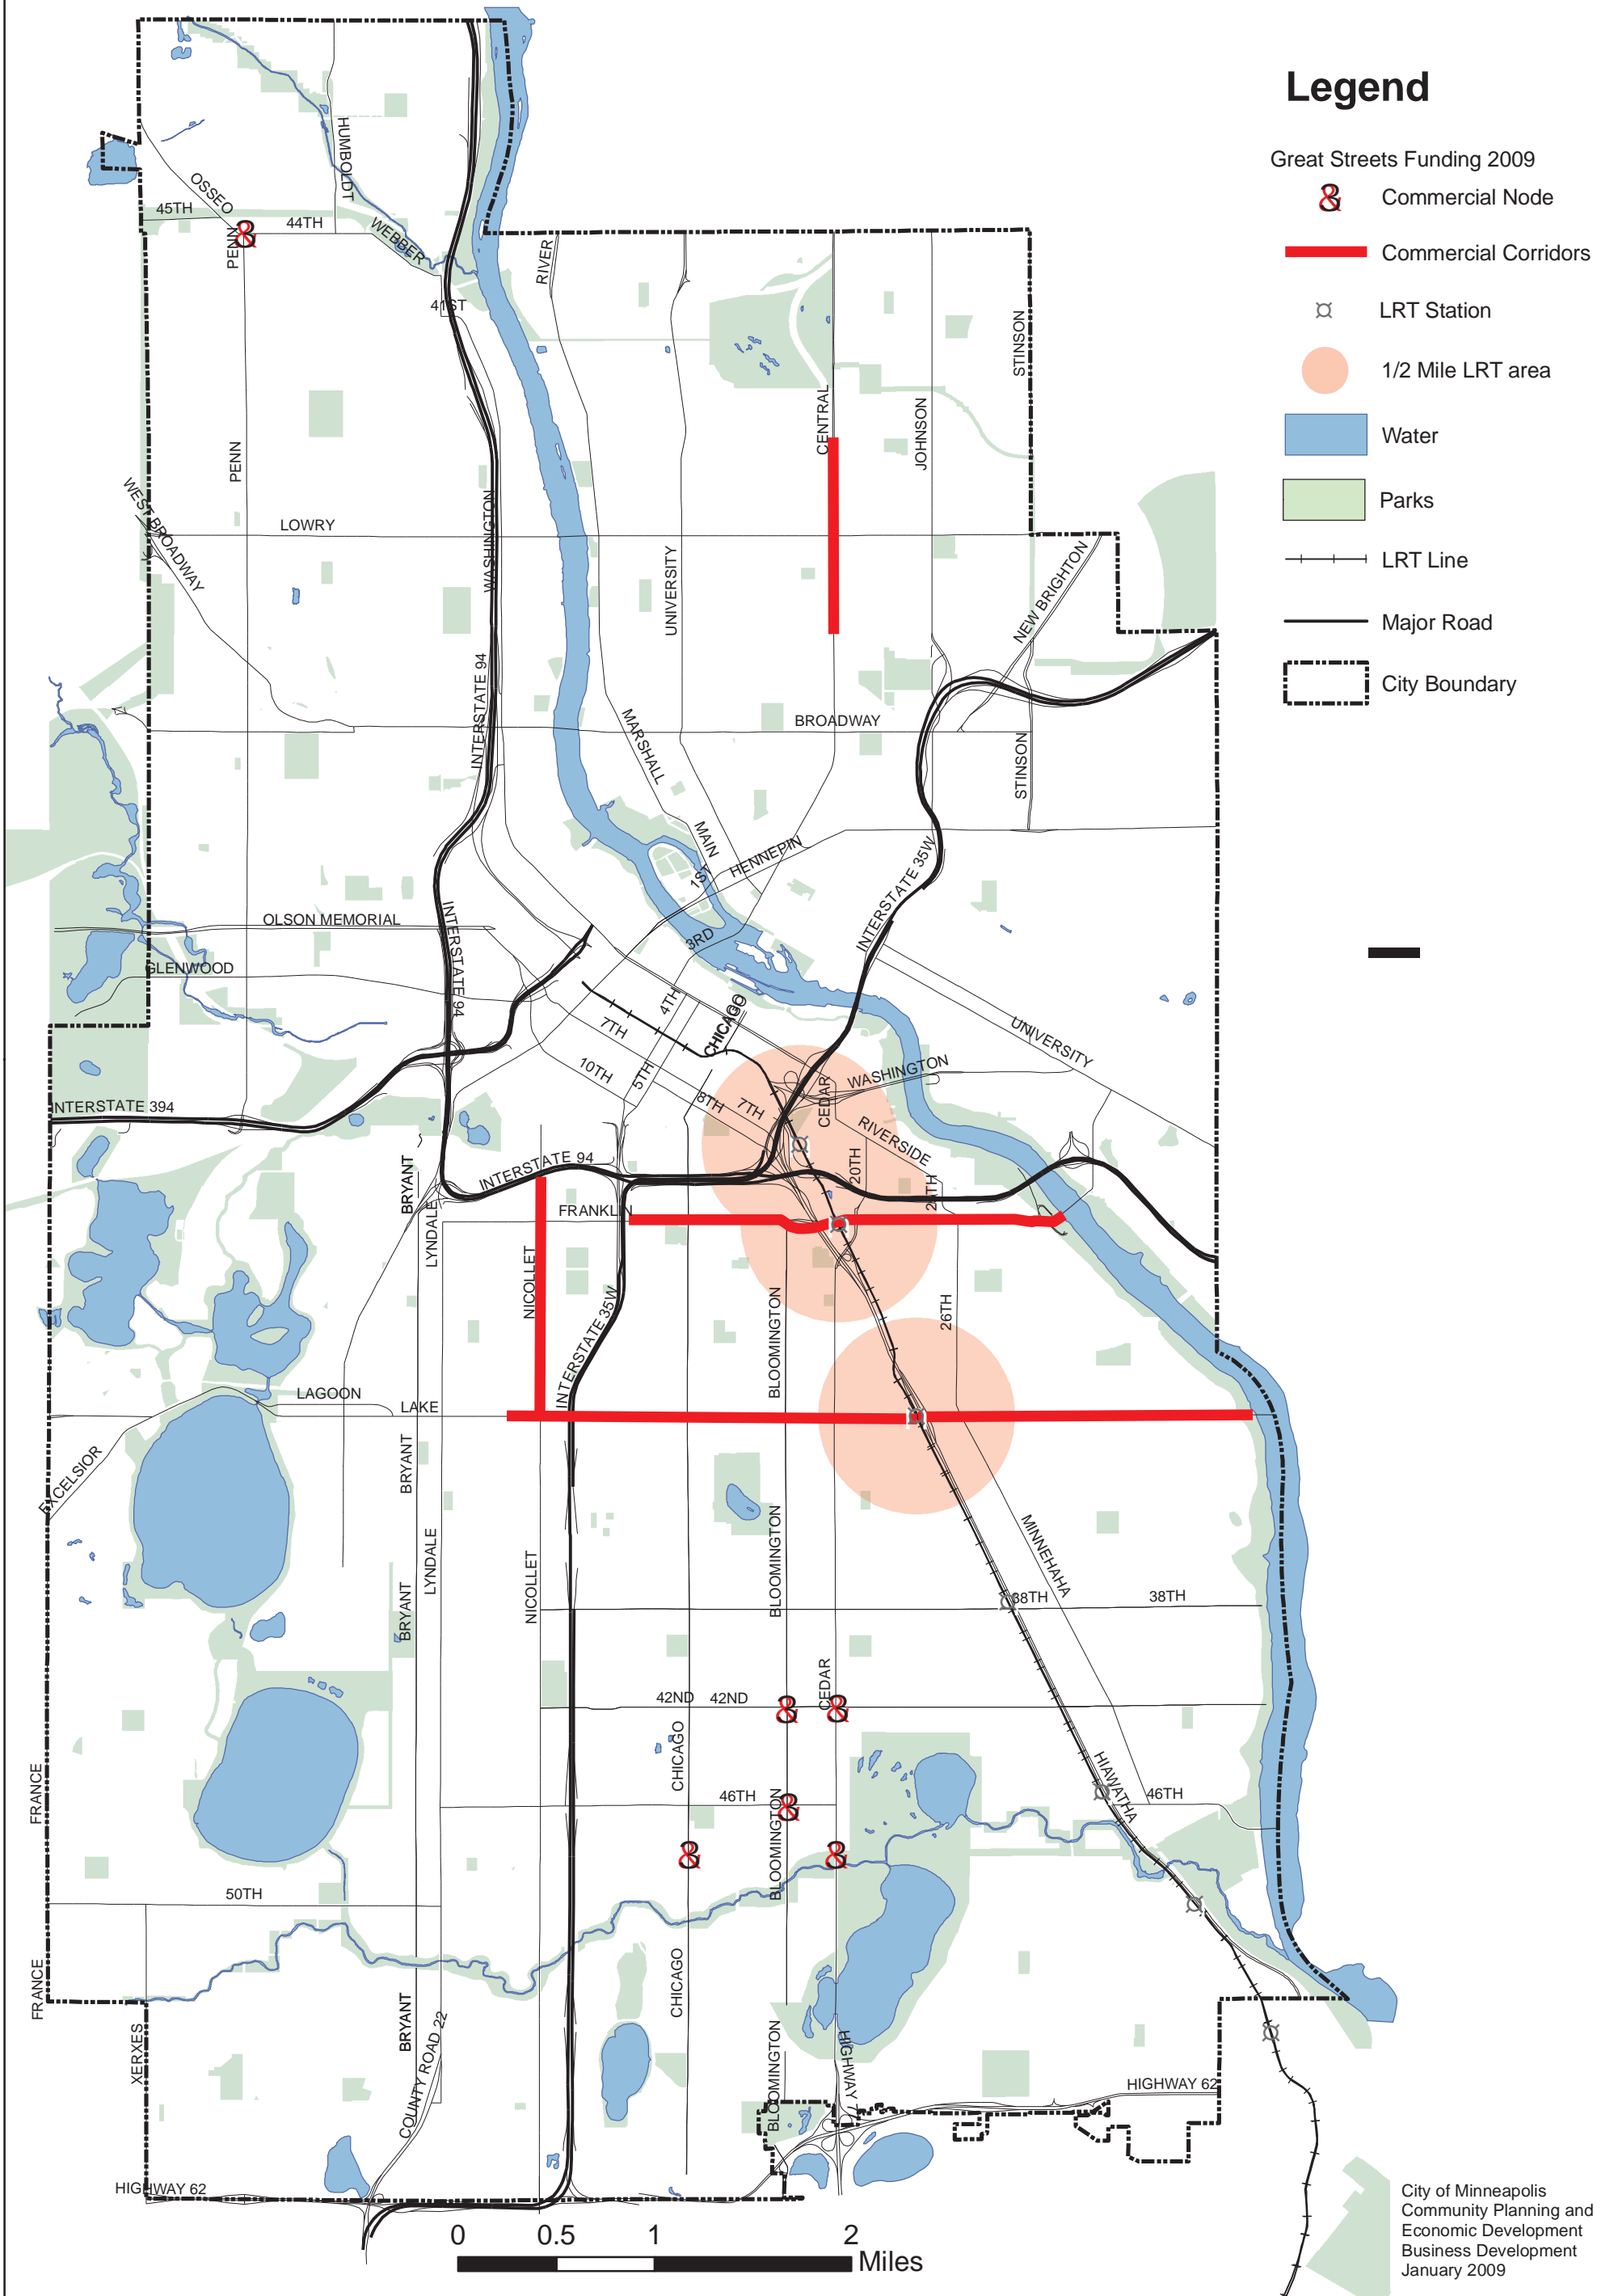 Legend
Great Streets Funding 2009
& Commercial Node
Commercial Corridors
LRT Station
1/2 Mile LRT area
Water
Parks
LRT Line
Major Road
City Boundary
HUMBOLDT
OSSEO
45TH
44TH
&
PENN
WEBBER
RIVER
41ST
STINSON
CENTRAL
JOHNSON
PENN
WEST BROADWAY
LOWRY
WASHINGTON
UNIVERSITY
NEW BRIGHTON
INTERSTATE 94
MARSHALL
BROADWAY
STINSON
MAIN
1ST
HENNEPIN
INTERSTATE 35W
OLSON MEMORIAL
INTERSTATE 94
3RD
GLENWOOD
4TH
CHICAGO
7TH
UNIVERSITY
10TH
5TH
8TH
7TH
CEDAR
WASHINGTON
NTERSTATE 394
RIVERSIDE
20TH
BRYANT
INTERSTATE 94
FRANKLIN
LYNDALE
NICOLLET
INTERSTATE 35W
BLOOMINGTON
26TH
LAGOON
LAKE
EXCELSIOR
BRYANT
LYNDALE
NICOLLET
BLOOMINGTON
MINNEHAHA
38TH
38TH
BRYANT
42ND
42ND
&
CEDAR
&
CHICAGO
FRANCE
46TH
&
BLOOMINGTON
HIAWATHA
46TH
&
&
50TH
FRANCE
CHICAGO
XERXES
BRYANT
COUNTY ROAD 22
BLOOMINGTON
HIGHWAY 7
HIGHWAY 62
HIGHWAY 62
0 0.5 1 2
Miles
City of Minneapolis
Community Planning and
Economic Development
Business Development
January 2009